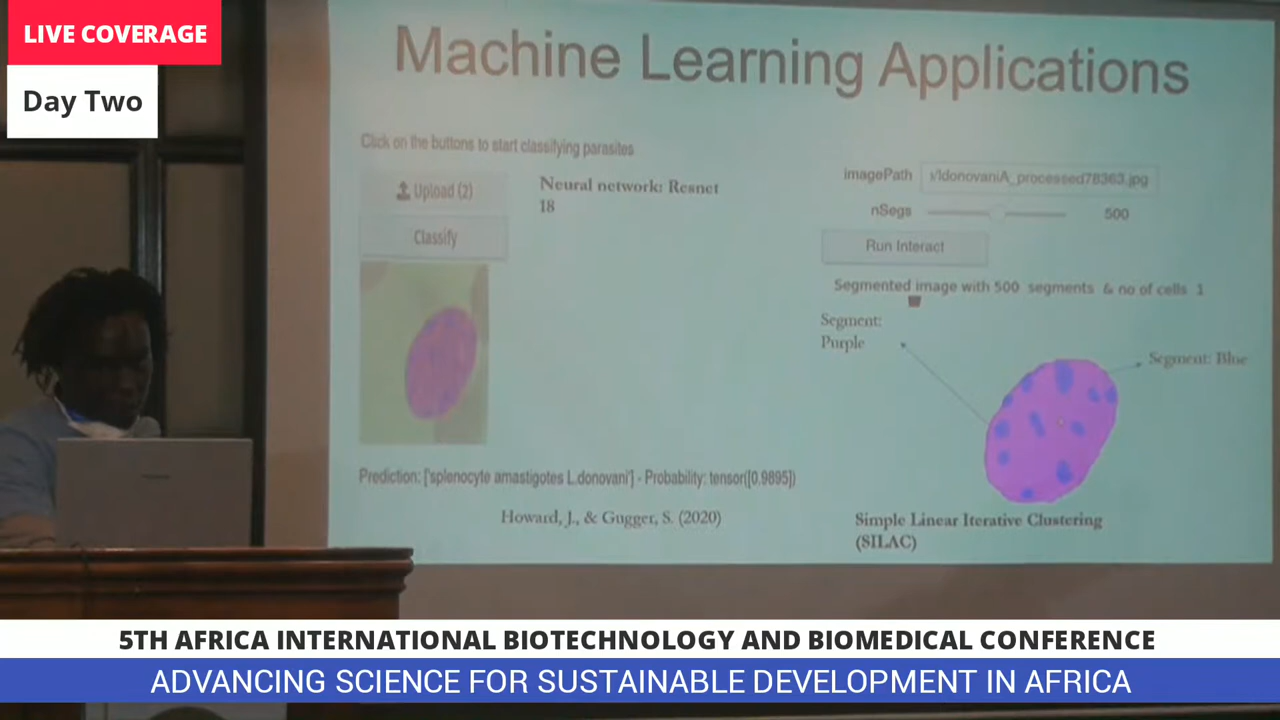 LIVE COVERAGE
Day Two
Machine Learning Applications
Click on the buttons to start classifying parasites
Upload (2)
Classify
Neural network: Resnet
18
Prediction: ['splenocyte amastigotes L.donovani'] - Probability: tensor([0.9895])
Howard, J., & Gugger, S. (2020)
imagePath s\ldonovaniA_processed78363.jpg
nSegs 500
Run Interact
Segmented image with 500 segments & no of cells 1
Segment:
Purple
Segment: Blue
Simple Linear Iterative Clustering
(SILAC)
5TH AFRICA INTERNATIONAL BIOTECHNOLOGY AND BIOMEDICAL CONFERENCE
ADVANCING SCIENCE FOR SUSTAINABLE DEVELOPMENT IN AFRICA